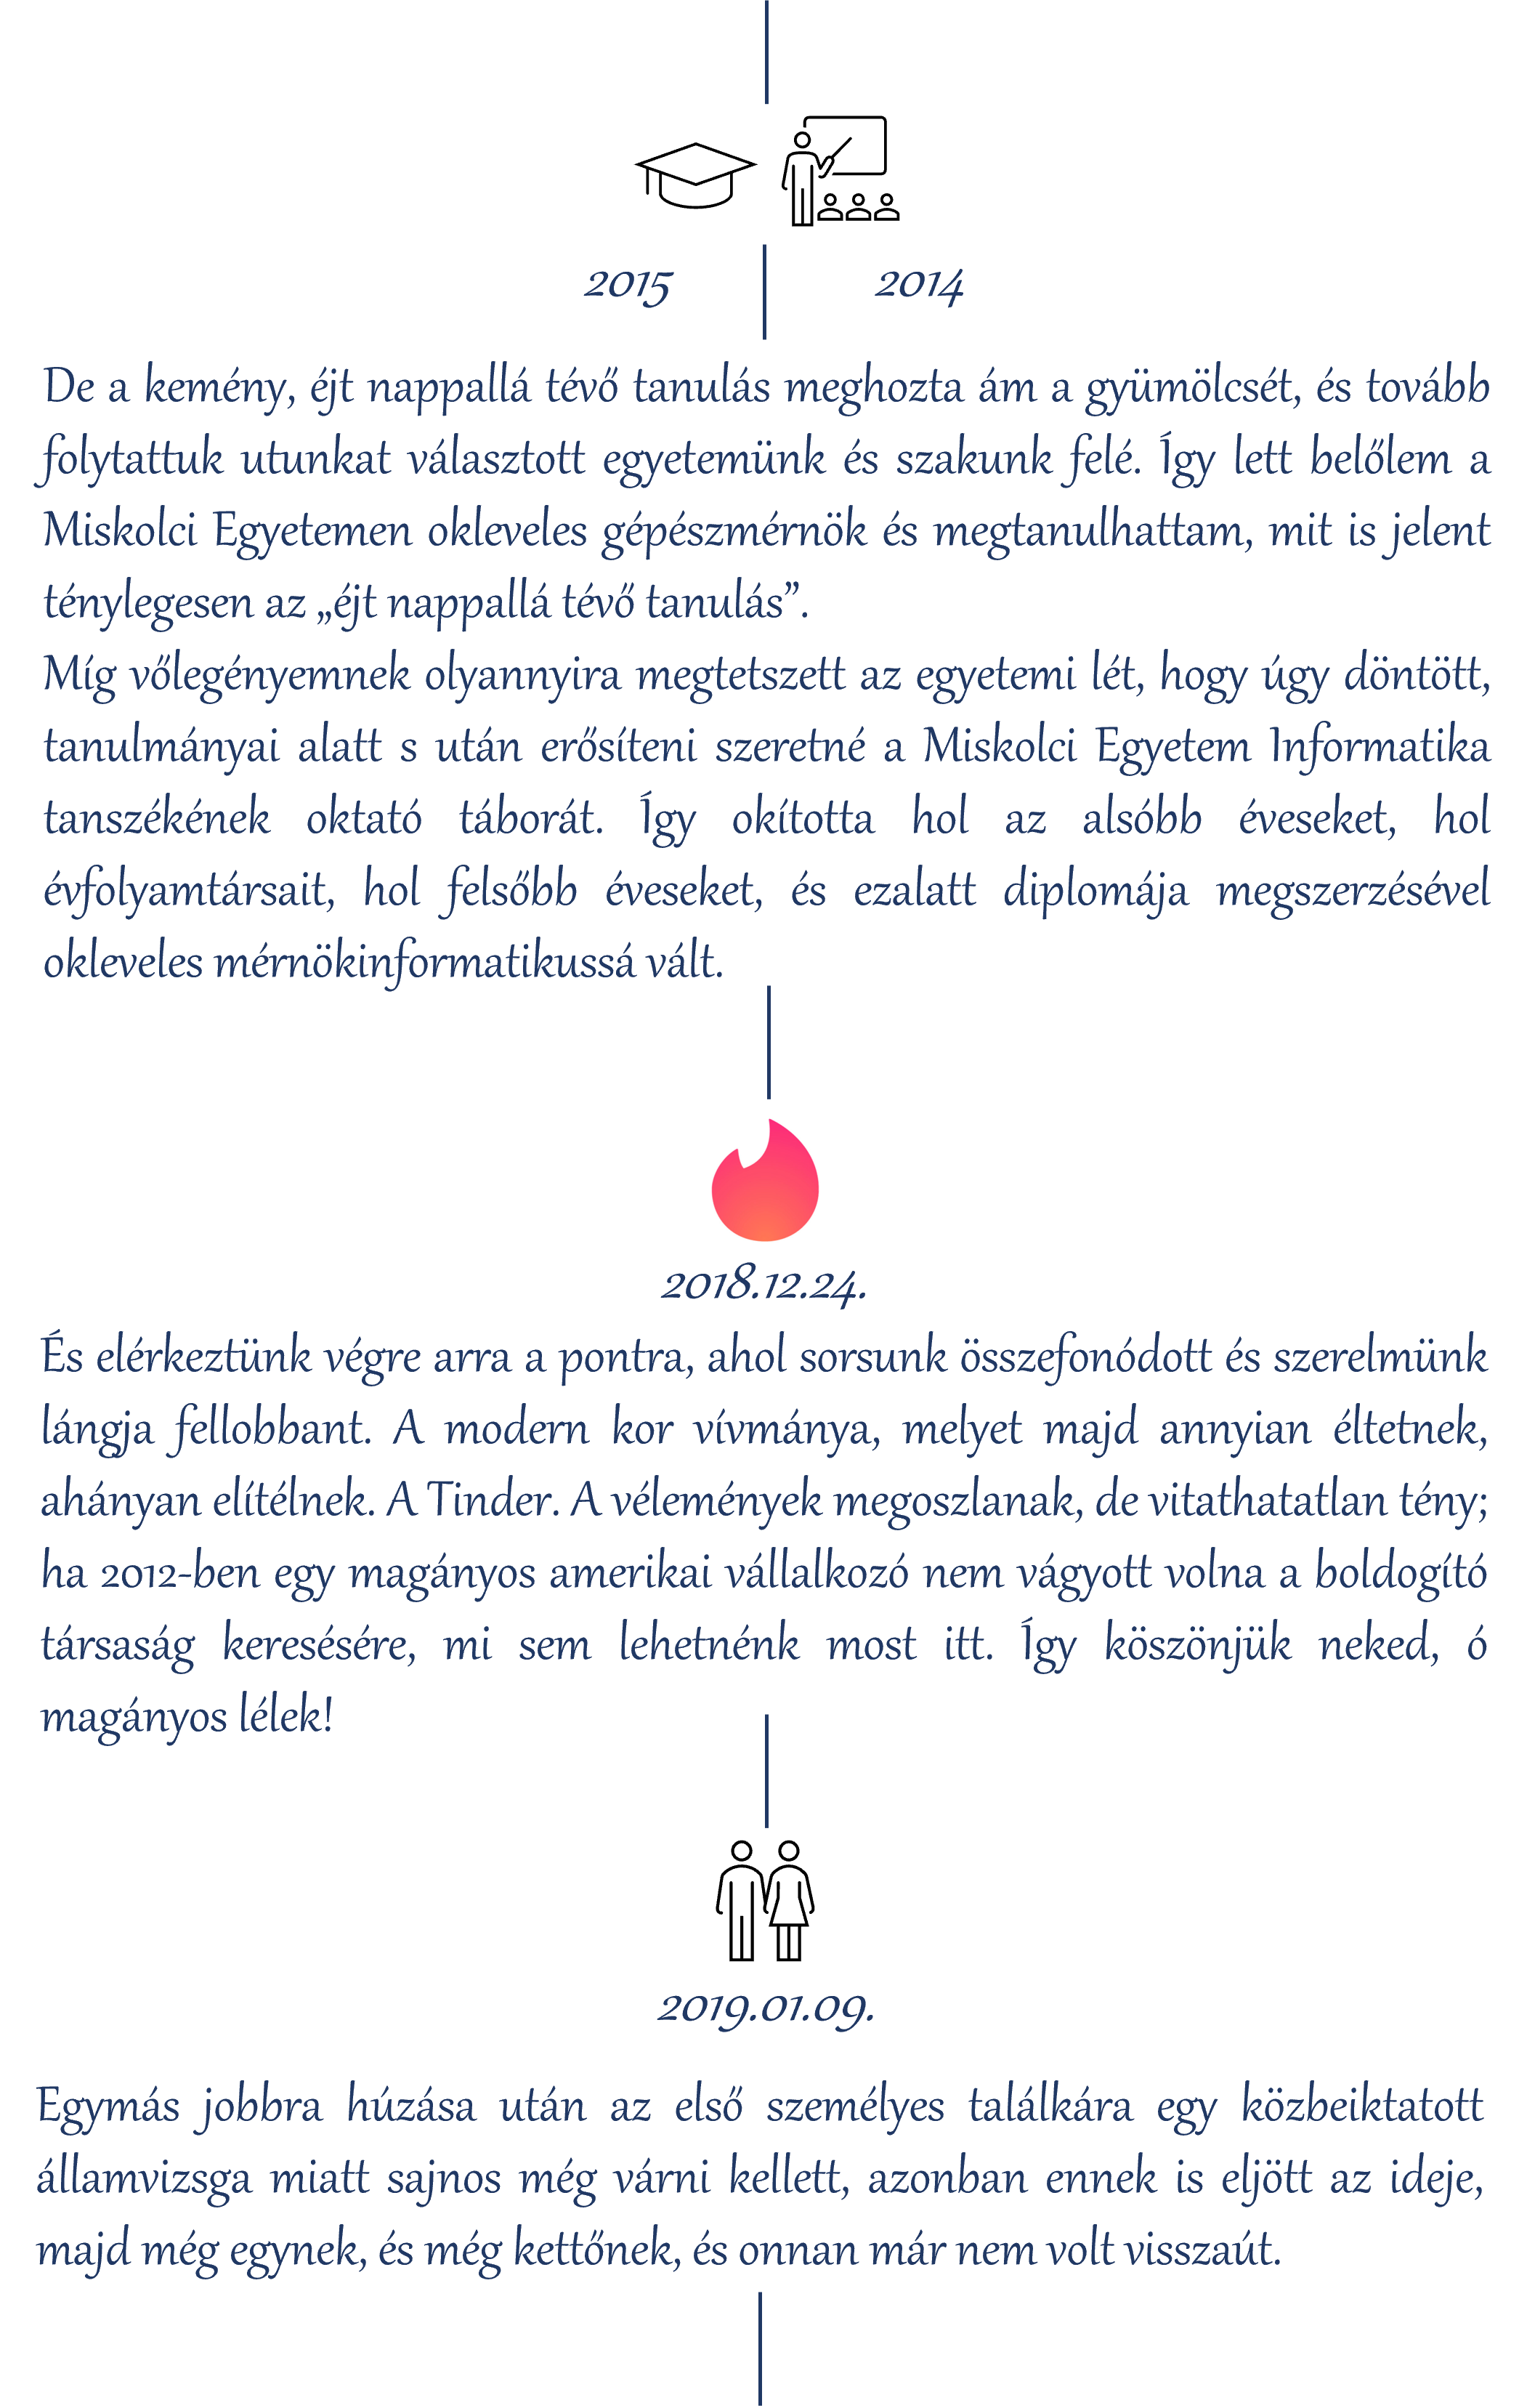 2015 2014
De a kemény, éjt nappallá tévő tanulás meghozta ám a gyümölcsét, és tovább
folytattuk utunkat választott egyetemünk és szakunk felé. Így lett belőlem a
Miskolci Egyetemen okleveles gépészmérnök és megtanulhattam, mit is jelent
ténylegesen az „éjt nappallá tévő tanulás”.
Míg vőlegényemnek olyannyira megtetszett az egyetemi lét, hogy úgy döntött,
tanulmányai alatt s után erősíteni szeretné a Miskolci Egyetem Informatika
tanszékének oktató táborát. Így okította hol az alsóbb éveseket, hol
évfolyamtársait, hol felsőbb éveseket, és ezalatt diplomája megszerzésével
okleveles mérnökinformatikussá vált.
2018.12.24.
És elérkeztünk végre arra a pontra, ahol sorsunk összefonódott és szerelmünk
lángja fellobbant. A modern kor vívmánya, melyet majd annyian éltetnek,
ahányan elítélnek. A Tinder. A vélemények megoszlanak, de vitathatatlan tény;
ha 2012-ben egy magányos amerikai vállalkozó nem vágyott volna a boldogító
társaság keresésére, mi sem lehetnénk most itt. Így köszönjük neked, ó
magányos lélek!
2019.01.09.
Egymás jobbra húzása után az első személyes találkára egy közbeiktatott
államvizsga miatt sajnos még várni kellett, azonban ennek is eljött az ideje,
majd még egynek, és még kettőnek, és onnan már nem volt visszaút.